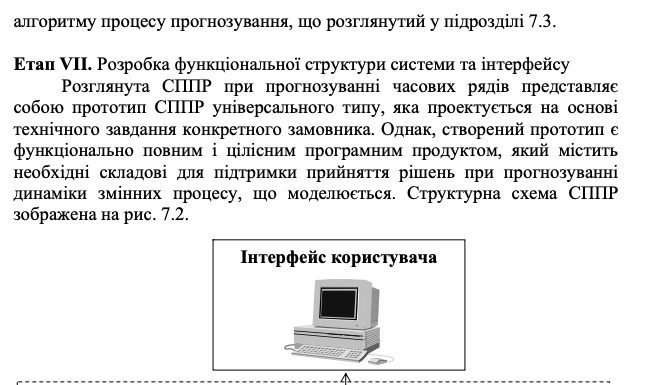 алгоритму процесу прогнозування, що розглянутий у підрозділі 7.3.
Етап VII. Розробка функціональної структури системи та інтерфейсу
Розглянута СППР при прогнозуванні часових рядів представляє
собою прототип СППР універсального типу, яка проектується на основі
технічного завдання конкретного замовника. Однак, створений прототип є
функціонально повним і цілісним програмним продуктом, який містить
необхідні складові для підтримки прийняття рішень при прогнозуванні
динаміки змінних процесу, що моделюється. Структурна схема СППР
зображена на рис. 7.2.
Інтерфейс користувача